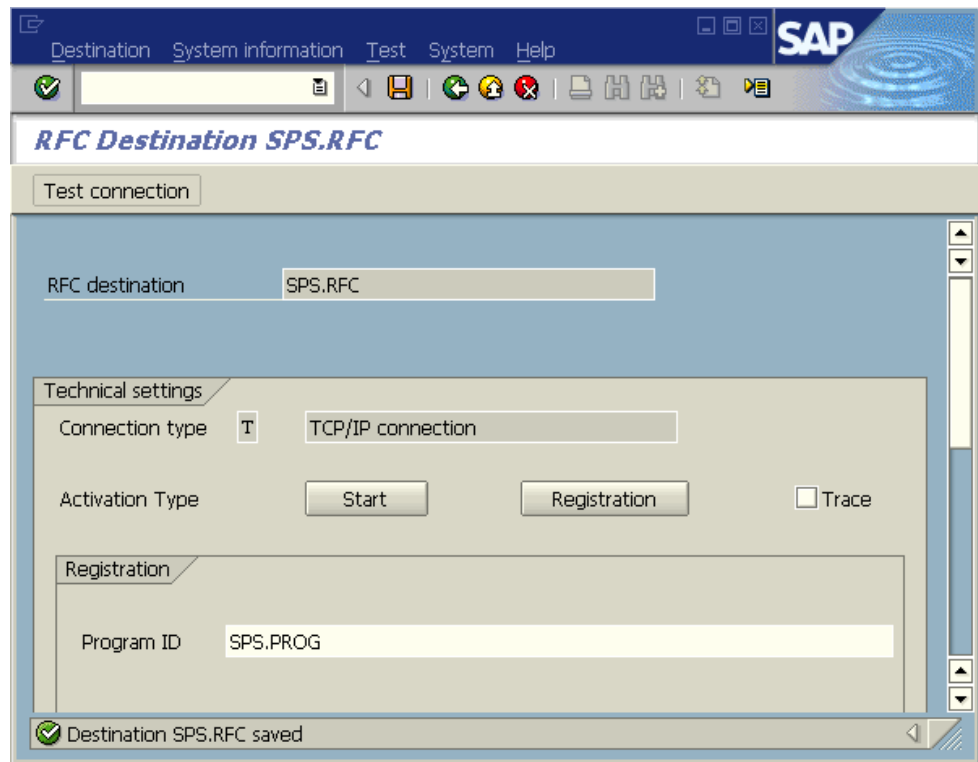 Destination System information Test System Help
SAP
RFC Destination SPS.RFC
Test connection
RFC destination SPS.RFC
Technical settings
Connection type T TCP/IP connection
Activation Type Start Registration Trace
Registration
Program ID SPS.PROG
Destination SPS.RFC saved